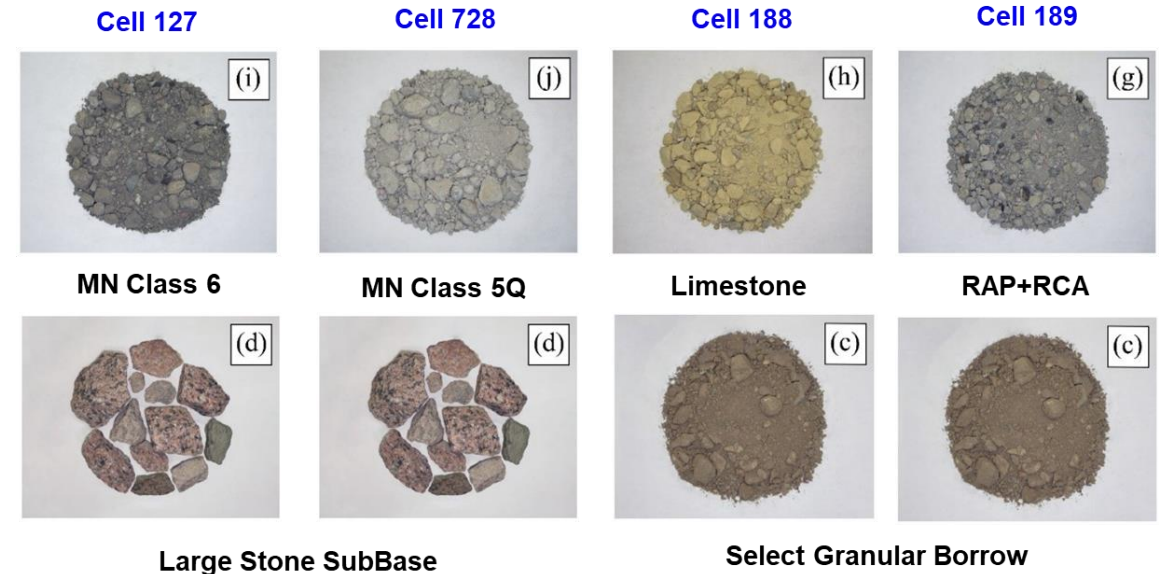 Cell 127
Cell 728
Cell 188
Cell 189
(i)
(j)
(h)
(g)
MN Class 6
MN Class 5Q
Limestone
RAP+RCA
(d)
(d)
(c)
(c)
Large Stone SubBase
Select Granular Borrow